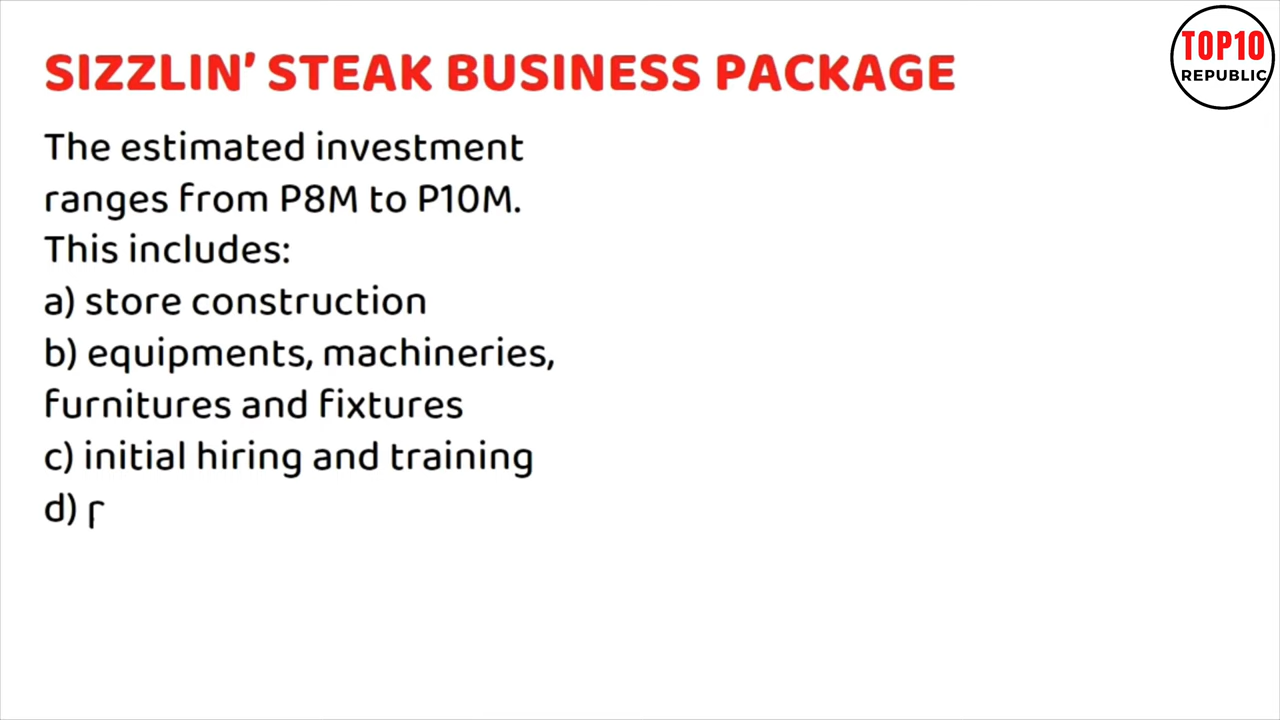 SIZZLIN' STEAK BUSINESS PACKAGE
TOP10
REPUBLIC
The estimated investment
ranges from P8M to P10M.
This includes:
a) store construction
b) equipments, machineries,
furnitures and fixtures
c) initial hiring and training
d)